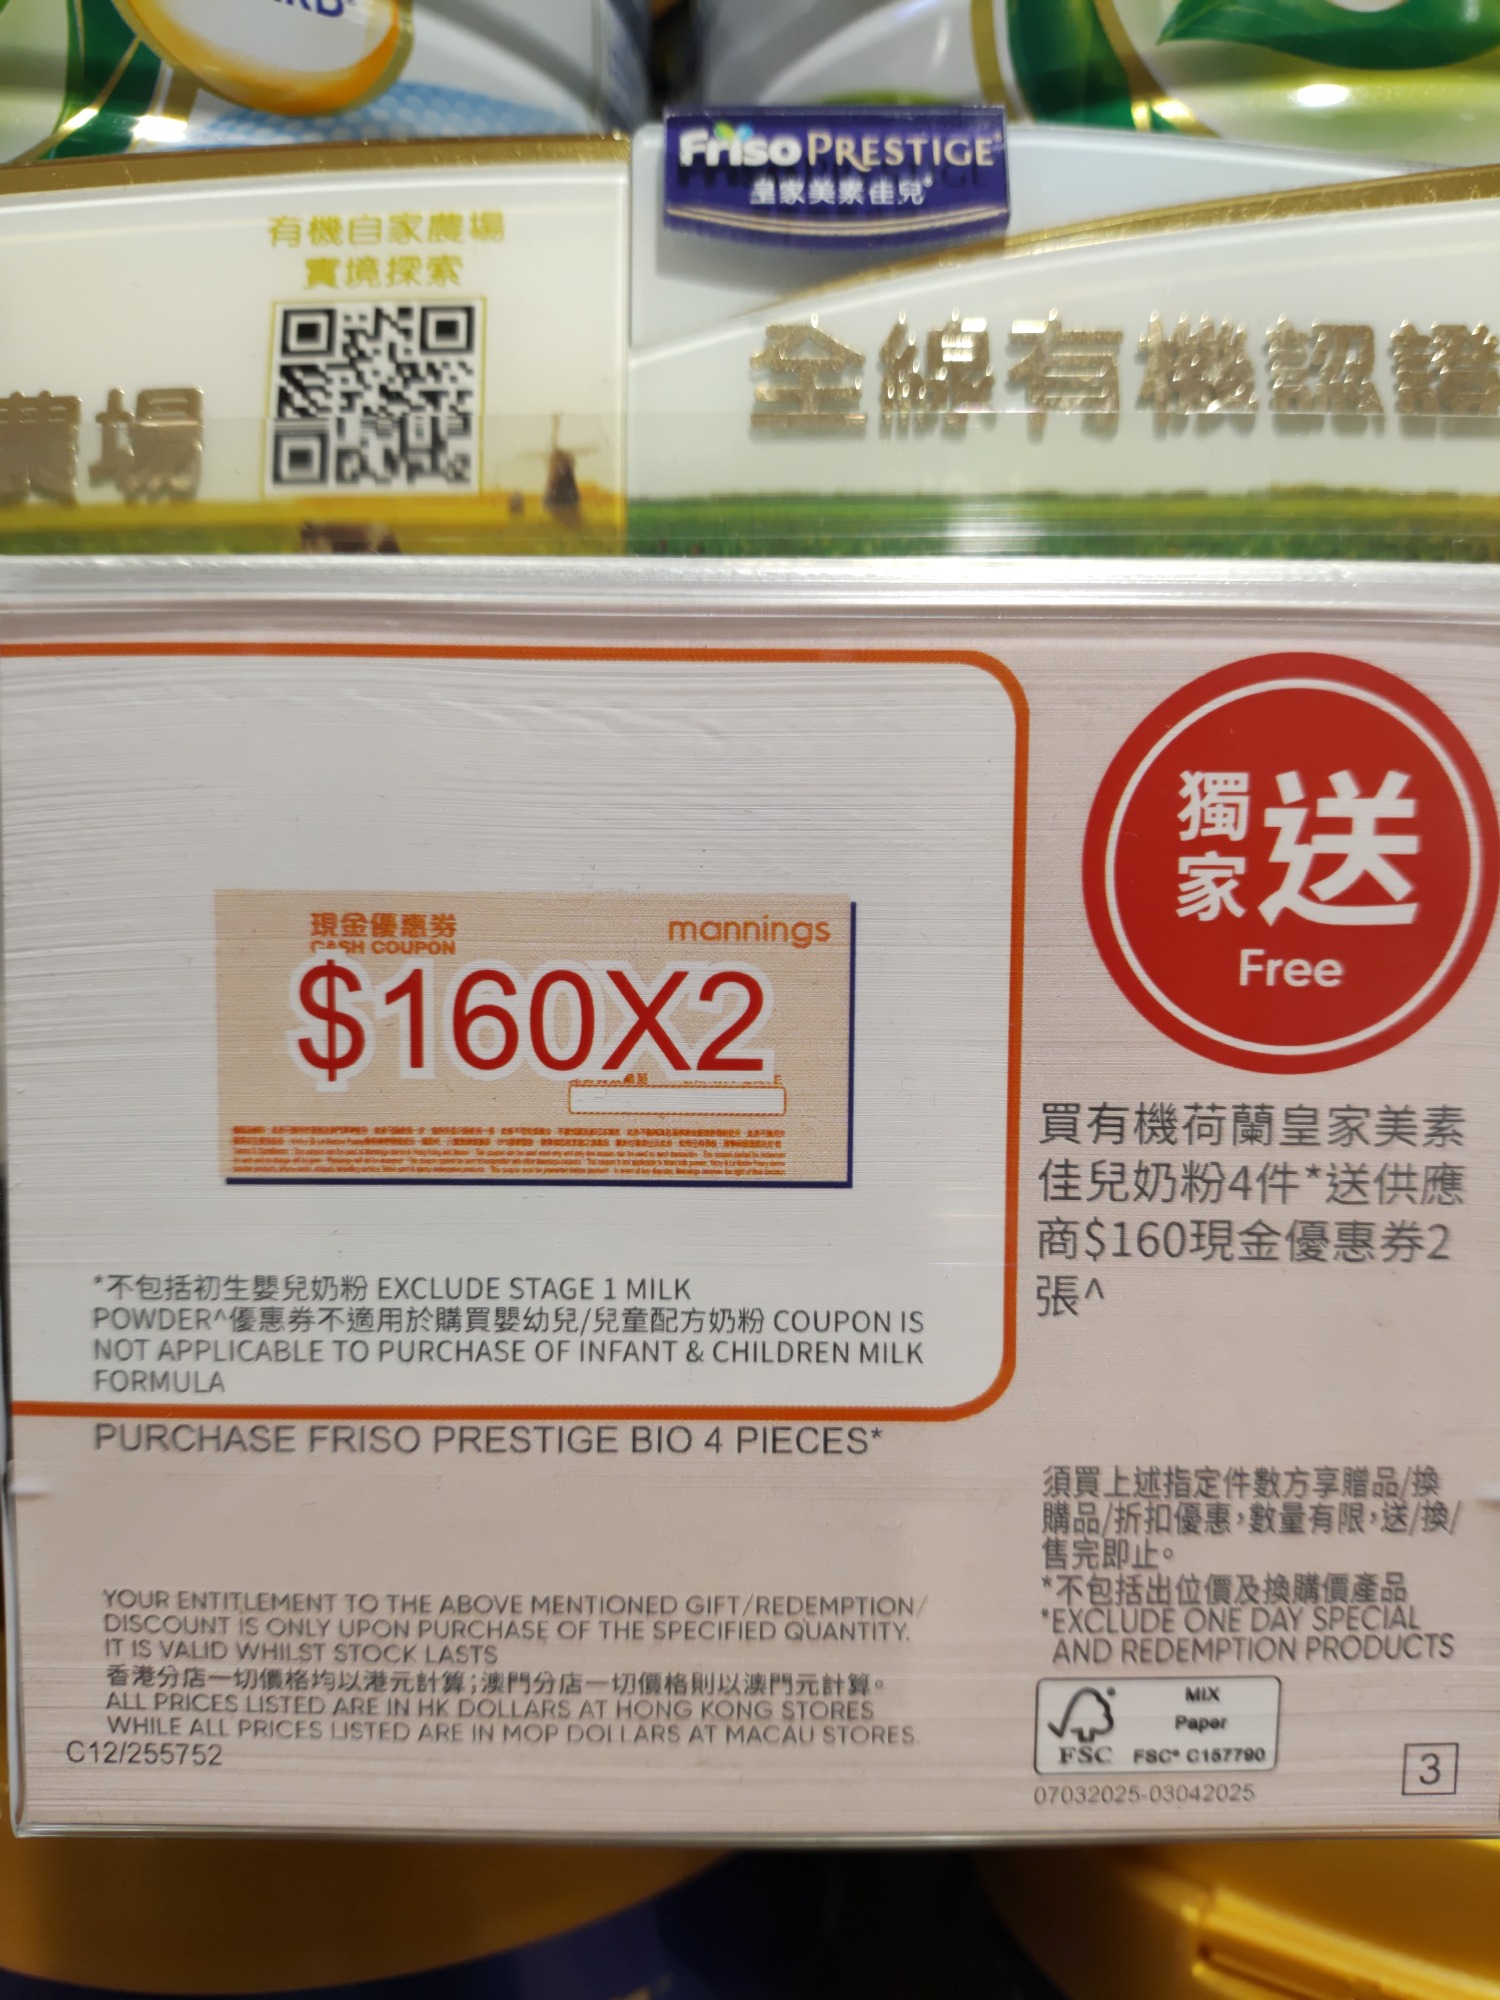 Friso PRESTIGE
皇家美素佳兒
有機自家農場
實境探索
農場
全線有機認證
現金優惠券
CASH COUPON
mannings
$160X2
獨家送
Free
買有機荷蘭皇家美素
佳兒奶粉4件*送供應
商$160現金優惠券2
張^
*不包括初生嬰兒奶粉 EXCLUDE STAGE 1 MILK
POWDER^優惠券不適用於購買嬰幼兒/兒童配方奶粉 COUPON IS
NOT APPLICABLE TO PURCHASE OF INFANT & CHILDREN MILK
FORMULA
PURCHASE FRISO PRESTIGE BIO 4 PIECES*
須買上述指定件數方享贈品/換
購品/折扣優惠，數量有限，送/換/
售完即止。
*不包括出位價及換購價產品
*EXCLUDE ONE DAY SPECIAL
AND REDEMPTION PRODUCTS
YOUR ENTITLEMENT TO THE ABOVE MENTIONED GIFT/REDEMPTION/
DISCOUNT IS ONLY UPON PURCHASE OF THE SPECIFIED QUANTITY.
IT IS VALID WHILST STOCK LASTS
香港分店一切價格均以港元計算；澳門分店一切價格則以澳門元計算。
ALL PRICES LISTED ARE IN HK DOLLARS AT HONG KONG STORES
WHILE ALL PRICES LISTED ARE IN MOP DOLLARS AT MACAU STORES.
C12/255752
MIX
Paper
FSC
FSC® C157790
07032025-03042025
3